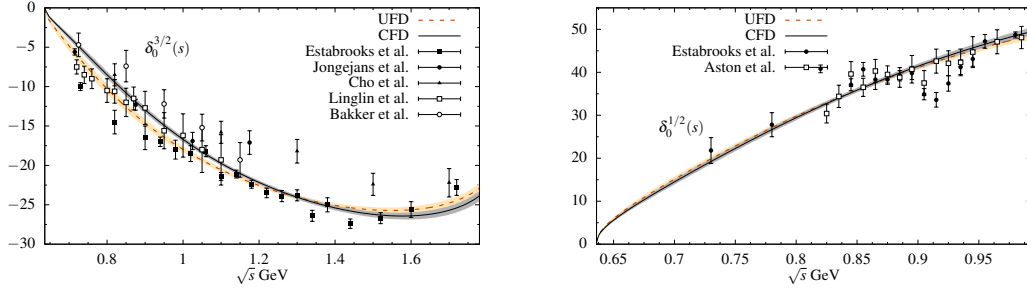 0
−5
−10
−15
−20
−25
−30
0.8
1
1.2
1.4
1.6
√s GeV
δ₀^{3/2}(s)
UFD
CFD
Estabrooks et al.
Jongejans et al.
Cho et al.
Linglin et al.
Bakker et al.
50
40
30
20
10
0
0.65
0.7
0.75
0.8
0.85
0.9
0.95
√s GeV
δ₀^{1/2}(s)
UFD
CFD
Estabrooks et al.
Aston et al.